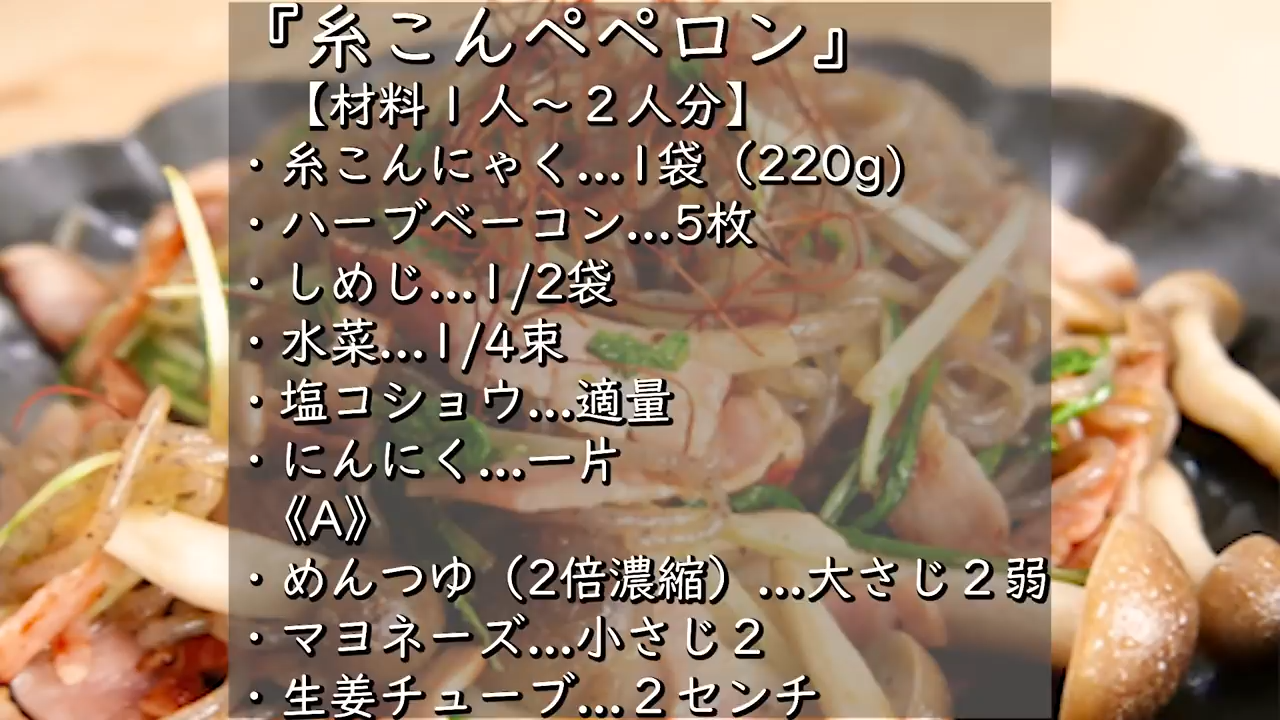 『糸こんペペロン』
【材料１人～２人分】
・糸こんにゃく...1袋（220g)
・ハーブベーコン...5枚
・しめじ...1/2袋
・水菜...1/4束
・塩コショウ...適量
・にんにく...一片
《A》
・めんつゆ（2倍濃縮）...大さじ２弱
・マヨネーズ...小さじ２
・生姜チューブ...２センチ